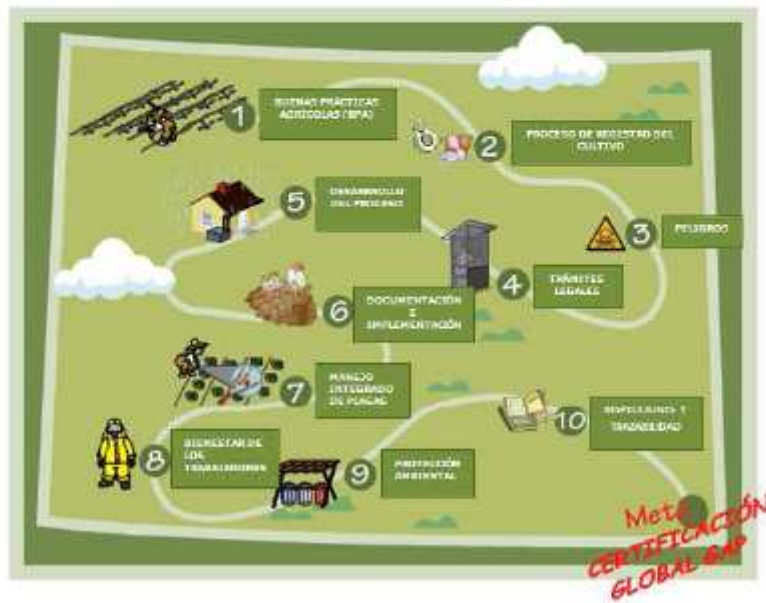 1
BUENAS PRÁCTICAS
AGRÍCOLAS (BPA)
2
PROCESO DE REGISTRO DEL
CULTIVO
3
PELIGROS
4
TRÁMITES
LEGALES
5
DESARROLLO
DEL PROCESO
6
DOCUMENTACIÓN
E
IMPLEMENTACIÓN
7
MANEJO
INTEGRADO
DE PLAGAS
8
BIENESTAR DE
LOS
TRABAJADORES
9
PROTECCIÓN
AMBIENTAL
10
Y
TRAZABILIDAD
Meta
CERTIFICACIÓN
GLOBAL GAP